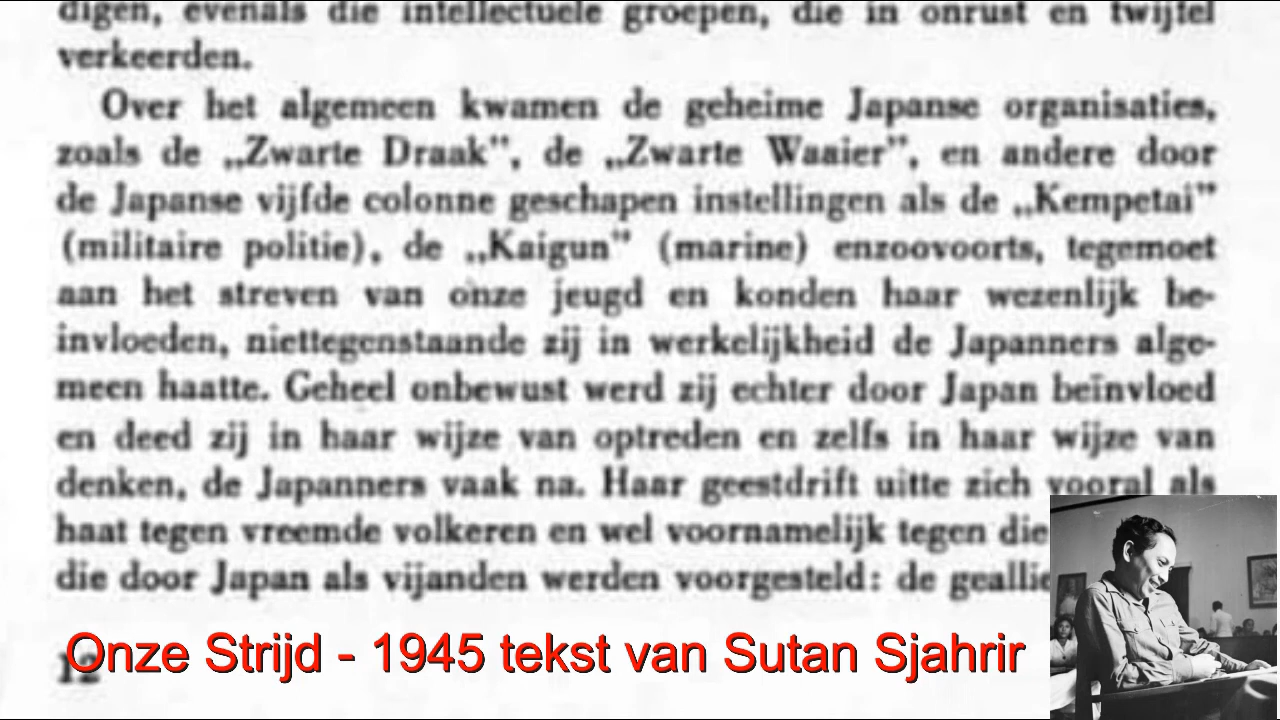 digen, evenals die intellectuele groepen, die in onrust en twijfel
verkeerden.
Over het algemeen kwamen de geheime Japanse organisaties,
zoals de „Zwarte Draak”, de „Zwarte Waaier”, en andere door
de Japanse vijfde colonne geschapen instellingen als de „Kempetai”
(militaire politie), de „Kaigun” (marine) enzoovoorts, tegemoet
aan het streven van onze jeugd en konden haar wezenlijk be-
invloeden, niettegenstaande zij in werkelijkheid de Japanners alge-
meen haatte. Geheel onbewust werd zij echter door Japan beïnvloed
en deed zij in haar wijze van optreden en zelfs in haar wijze van
denken, de Japanners vaak na. Haar geestdrift uitte zich vooral als
haat tegen vreemde volkeren en wel voornamelijk tegen die
die door Japan als vijanden werden voorgesteld: de geallie
Onze Strijd - 1945 tekst van Sutan Sjahrir